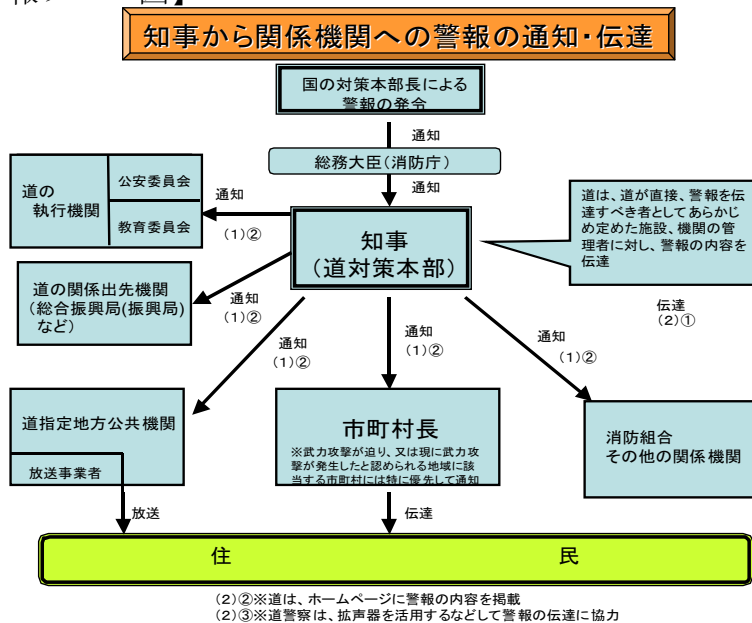 知事から関係機関への警報の通知・伝達
国の対策本部長による
警報の発令
通知
総務大臣(消防庁)
通知
道の
執行機関
公安委員会
教育委員会
通知
(1)②
知事
(道対策本部)
道は、道が直接、警報を伝
達すべき者としてあらかじ
め定めた施設、機関の管
理者に対し、警報の内容を
伝達
伝達
(2)①
道の関係出先機関
(総合振興局(振興局)
など)
通知
(1)②
通知
(1)②
通知
(1)②
通知
(1)②
道指定地方公共機関
放送事業者
市町村長
※武力攻撃が迫り、又は現に武力攻
撃が発生したと認められる地域に該
当する市町村には特に優先して通知
消防組合
その他の関係機関
放送
伝達
住 民
(2)②※道は、ホームページに警報の内容を掲載
(2)③※道警察は、拡声器を活用するなどして警報の伝達に協力